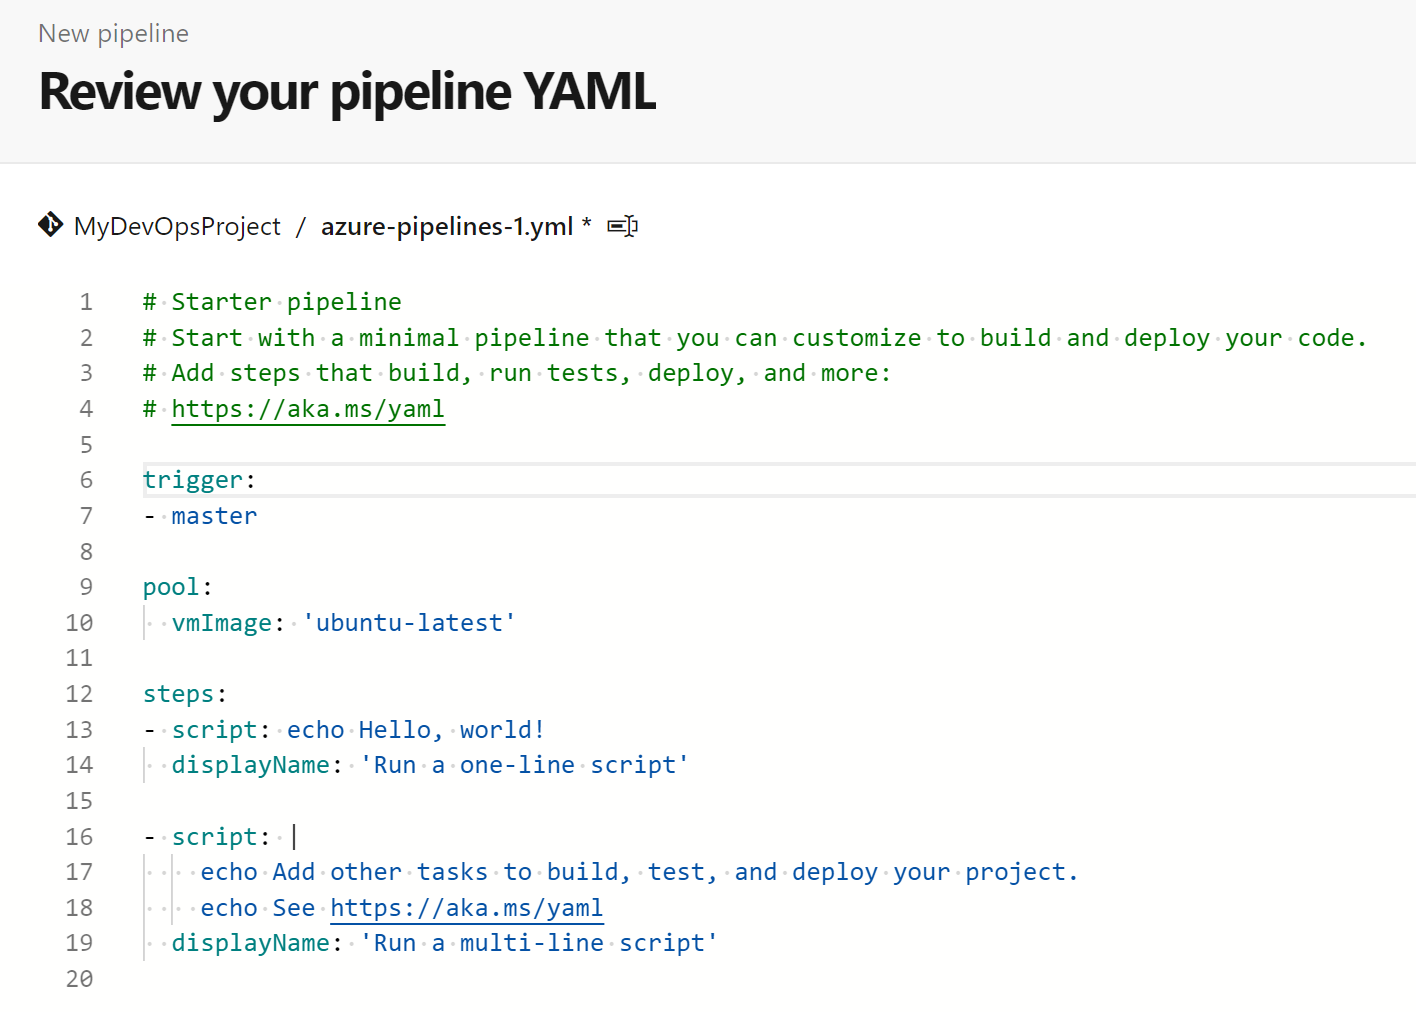 New pipeline
Review your pipeline YAML
MyDevOpsProject / azure-pipelines-1.yml *
1 # Starter pipeline
2 # Start with a minimal pipeline that you can customize to build and deploy your code.
3 # Add steps that build, run tests, deploy, and more:
4 # https://aka.ms/yaml
5
6 trigger:
7 - master
8
9 pool:
10   vmImage: 'ubuntu-latest'
11
12 steps:
13 - script: echo Hello, world!
14   displayName: 'Run a one-line script'
15
16 - script: |
17     echo Add other tasks to build, test, and deploy your project.
18     echo See https://aka.ms/yaml
19   displayName: 'Run a multi-line script'
20